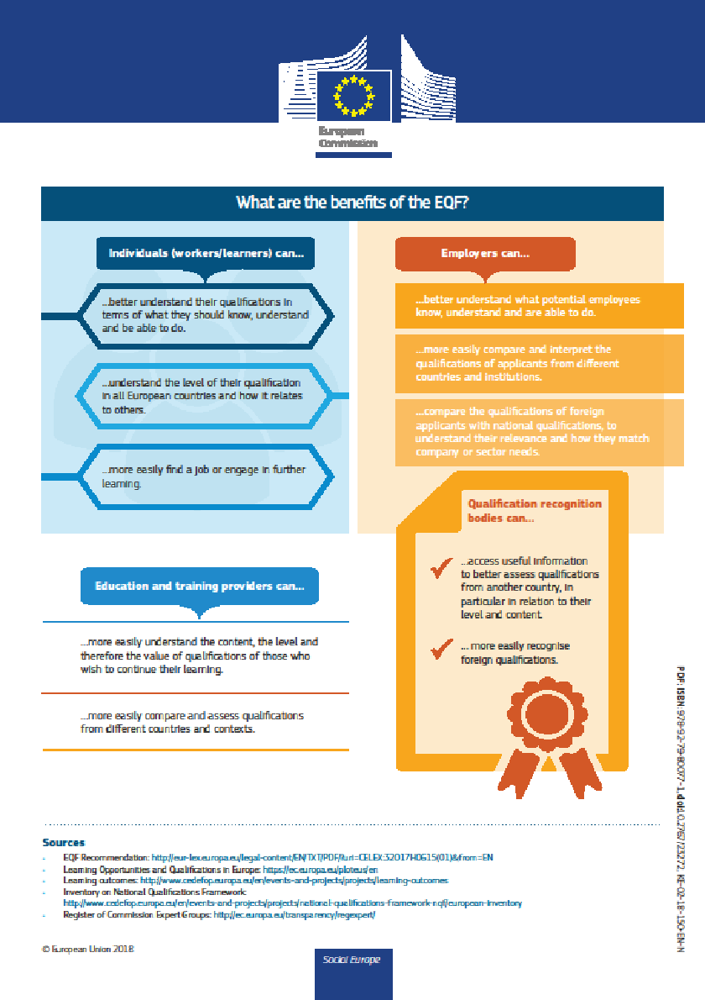 European
Commission
What are the benefits of the EQF?
Individuals (workers/learners) can...
...better understand their qualifications in
terms of what they should know, understand
and be able to do.
...understand the level of their qualification
in all European countries and how it relates
to others.
...more easily find a job or engage in further
learning.
Employers can...
...better understand what potential employees
know, understand and are able to do.
...more easily compare and interpret the
qualifications of applicants from different
countries and institutions.
...compare the qualifications of foreign
applicants with national qualifications, to
understand their relevance and how they match
company or sector needs.
Education and training providers can...
...more easily understand the content, the level and
therefore the value of qualifications of those who
wish to continue their learning.
...more easily compare and assess qualifications
from different countries and contexts.
Qualification recognition
bodies can...
...access useful information
to better assess qualifications
from another country, in
particular in relation to their
level and content.
... more easily recognise
foreign qualifications.
Sources
- EQF Recommendation: http://eur-lex.europa.eu/legal-content/EN/TXT/PDF/?uri=CELEX:32017H0615(01)&from=EN
- Learning Opportunities and Qualifications in Europe: https://ec.europa.eu/ploteus/en
- Learning outcomes: http://www.cedefop.europa.eu/en/events-and-projects/projects/learning-outcomes
- Inventory on National Qualifications Framework:
http://www.cedefop.europa.eu/en/events-and-projects/projects/national-qualifications-framework-nqf/european-inventory
- Register of Commission Expert Groups: http://ec.europa.eu/transparency/regexpert/
© European Union 2018
Social Europe
PDF: ISBN: 978-92-79-80077-1, doi: